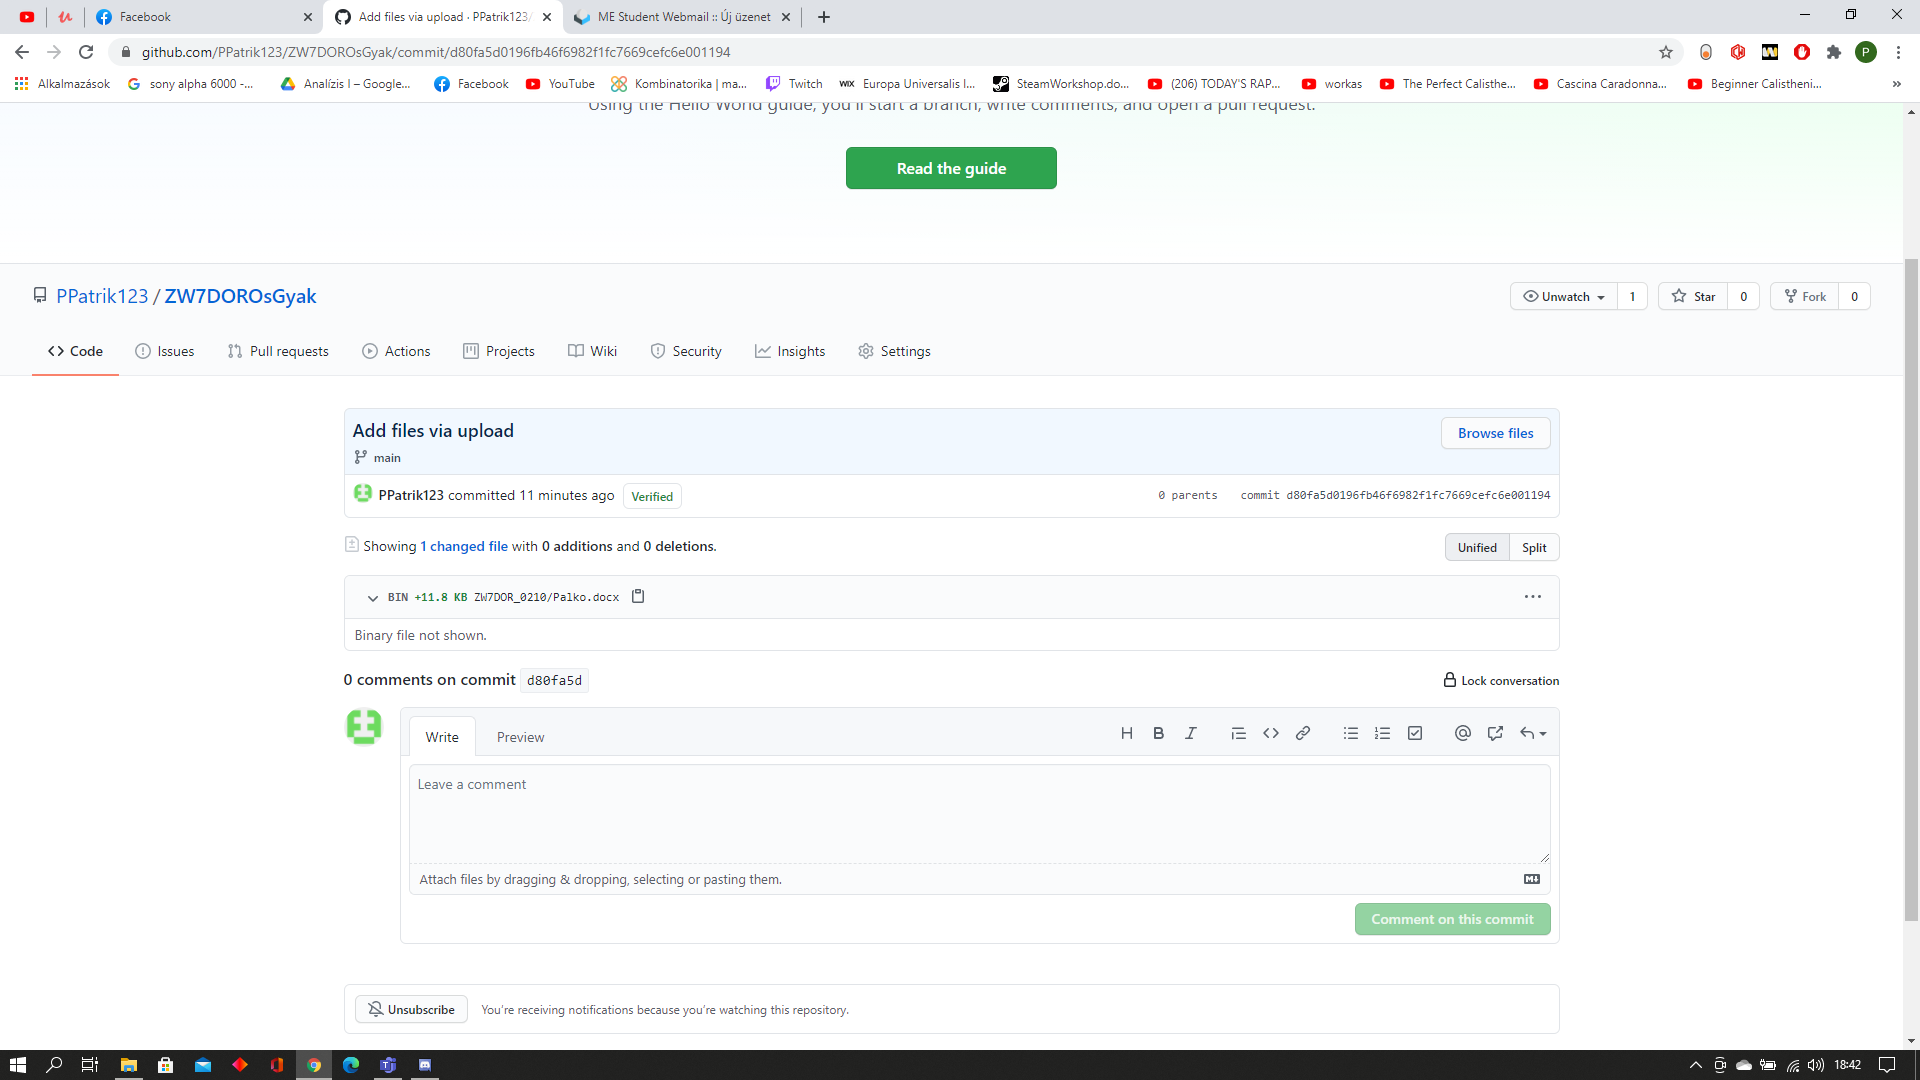 Facebook
Add files via upload · PPatrik123/
ME Student Webmail :: Új üzenet
github.com/PPatrik123/ZW7DOROsGyak/commit/d80fa5d0196fb46f6982f1fc7669cefc6e001194
P
Alkalmazások
sony alpha 6000 -...
Analízis I – Google...
Facebook
YouTube
Kombinatorika | ma...
Twitch
WIX
Europa Universalis I...
SteamWorkshop.do...
(206) TODAY'S RAP...
workas
The Perfect Calisthe...
Cascina Caradonna...
Beginner Calistheni...
»
Using the Hello World guide, you'll start a branch, write comments, and open a pull request.
Read the guide
PPatrik123 / ZW7DOROsGyak
Unwatch 1
Star 0
Fork 0
Code
Issues
Pull requests
Actions
Projects
Wiki
Security
Insights
Settings
Add files via upload
Browse files
main
PPatrik123 committed 11 minutes ago Verified
0 parents commit d80fa5d0196fb46f6982f1fc7669cefc6e001194
Showing 1 changed file with 0 additions and 0 deletions.
Unified Split
BIN +11.8 KB ZW7DOR_0210/Palko.docx
Binary file not shown.
0 comments on commit d80fa5d
Lock conversation
Write
Preview
Leave a comment
Attach files by dragging & dropping, selecting or pasting them.
Comment on this commit
Unsubscribe
You're receiving notifications because you're watching this repository.
18:42